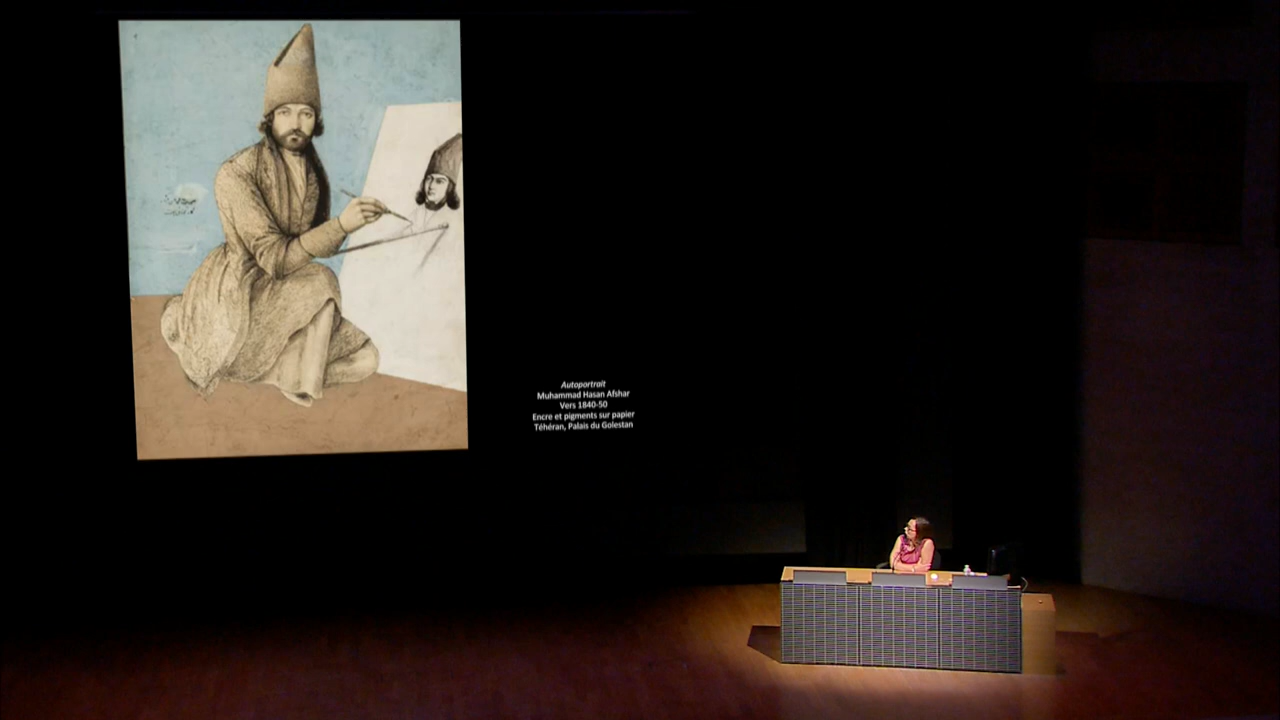 Autoportrait
Muhammad Hasan Afshar
Vers 1840-50
Encre et pigments sur papier
Téhéran, Palais du Golestan